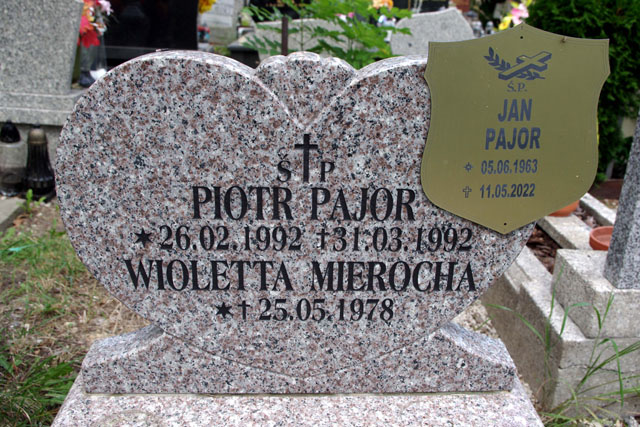 Ś P
PIOTR PAJOR
* 26.02.1992 † 31.03.1992
WIOLETTA MIEROCHA
* † 25.05.1978
Ś.P.
JAN
PAJOR
* 05.06.1963
† 11.05.2022